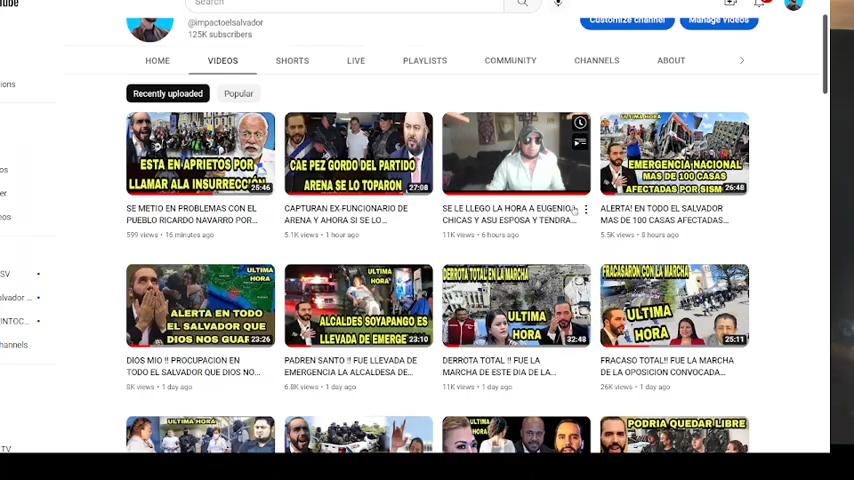 Search
@impactoelsalvador
125K subscribers
Customize channel
Manage videos
HOME
VIDEOS
SHORTS
LIVE
PLAYLISTS
COMMUNITY
CHANNELS
ABOUT
Recently uploaded
Popular
ESTA EN APRIETOS POR
LLAMAR ALA INSURRECCIÓN
25:46
CAE PEZ GORDO DEL PARTIDO
ARENA SE LO TOPARON
27:08
ULTIMA HORA
EMERGENCIA NACIONAL
MAS DE 100 CASAS
AFECTADAS POR SISMO
26:48
SE METIO EN PROBLEMAS CON EL
PUEBLO RICARDO NAVARRO POR...
599 views • 16 minutes ago
CAPTURAN EX-FUNCIONARIO DE
ARENA Y AHORA SI SE LO...
5.1K views • 1 hour ago
SE LE LLEGO LA HORA A EUGENIO
CHICAS Y ASU ESPOSA Y TENDRA...
11K views • 6 hours ago
ALERTA! EN TODO EL SALVADOR
MAS DE 100 CASAS AFECTADAS...
5.5K views • 8 hours ago
ULTIMA
HORA
ALERTA EN TODO
EL SALVADOR QUE
DIOS NOS GUAR
23:26
ULTIMA
HORA
ALCALDES SOYAPANGO ES
LLEVADA DE EMERGE
23:10
DERROTA TOTAL EN LA MARCHA
ULTIMA
HORA
32:48
FRACASARON CON LA MARCHA
ULTIMA
HORA
25:11
DIOS MIO !! PROCUPACION EN
TODO EL SALVADOR QUE DIOS NO...
8K views • 1 day ago
PADREN SANTO !! FUE LLEVADA DE
EMERGENCIA LA ALCALDESA DE...
6.8K views • 1 day ago
DERROTA TOTAL !! FUE LA
MARCHA DE ESTE DIA DE LA...
11K views • 1 day ago
FRACASO TOTAL!! FUE LA MARCHA
DE LA OPOSICION CONVOCADA...
26K views • 1 day ago
ULTIMA HORA
ULTIMA
HORA
PODRIA QUEDAR LIBRE